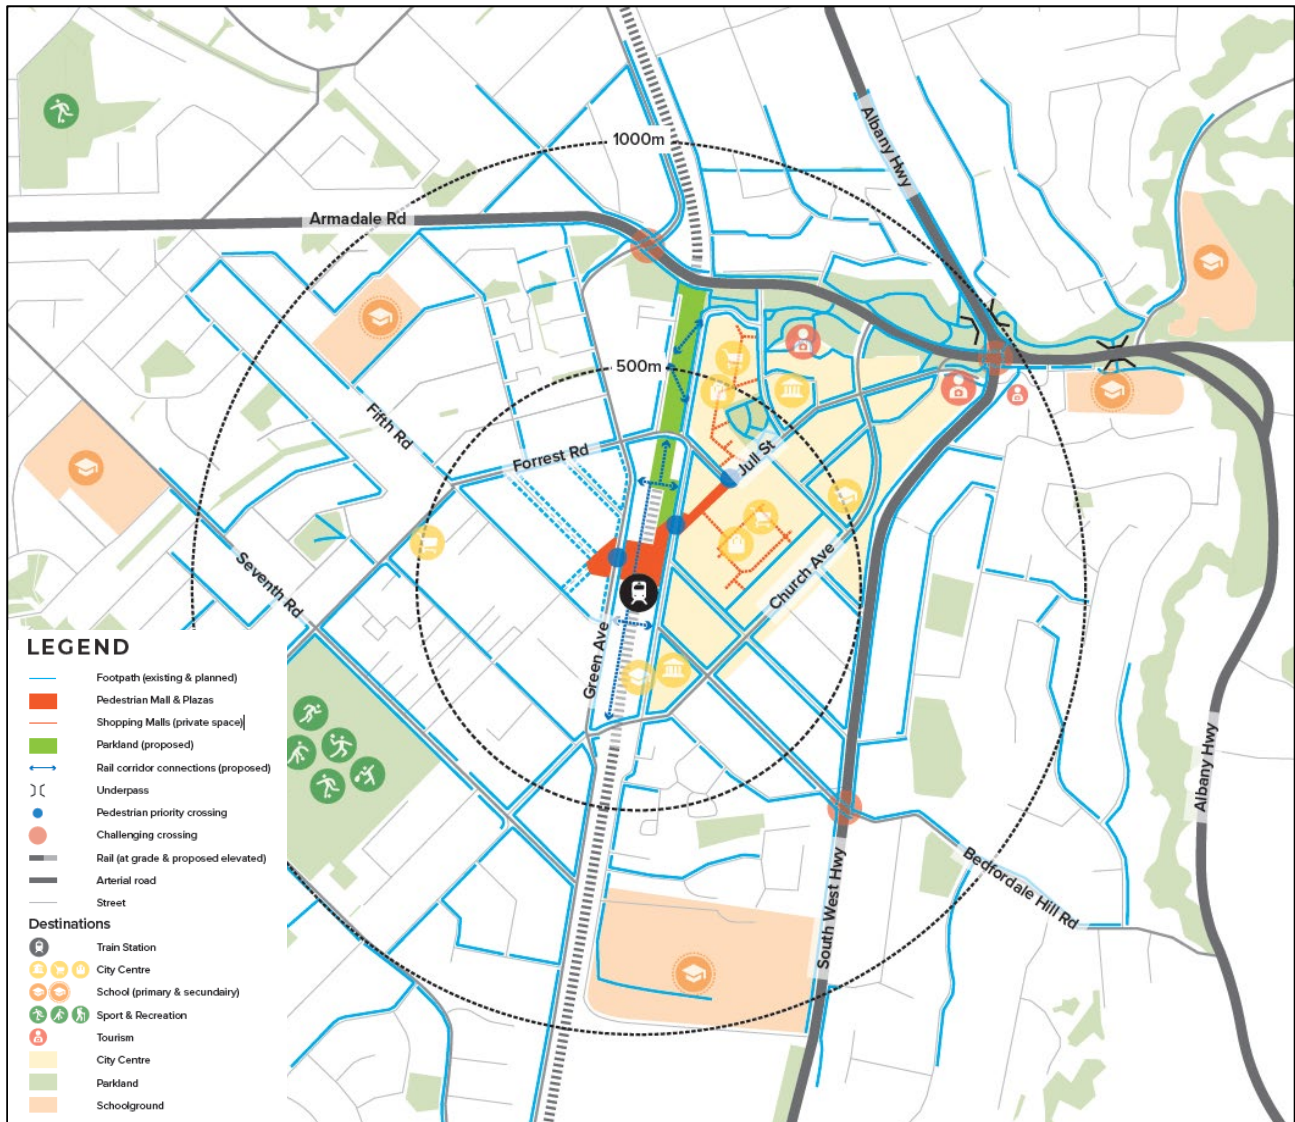 Albany Hwy
1000m
Armadale Rd
500m
Fifth Rd
Forrest Rd
Jull St
Seventh Rd
Church Ave
Green Ave
Albany Hwy
Bedfordale Hill Rd
South West Hwy
LEGEND
Footpath (existing & planned)
Pedestrian Mall & Plazas
Shopping Malls (private space)
Parkland (proposed)
Rail corridor connections (proposed)
Underpass
Pedestrian priority crossing
Challenging crossing
Rail (at grade & proposed elevated)
Arterial road
Street
Destinations
Train Station
City Centre
School (primary & secundairy)
Sport & Recreation
Tourism
City Centre
Parkland
Schoolground